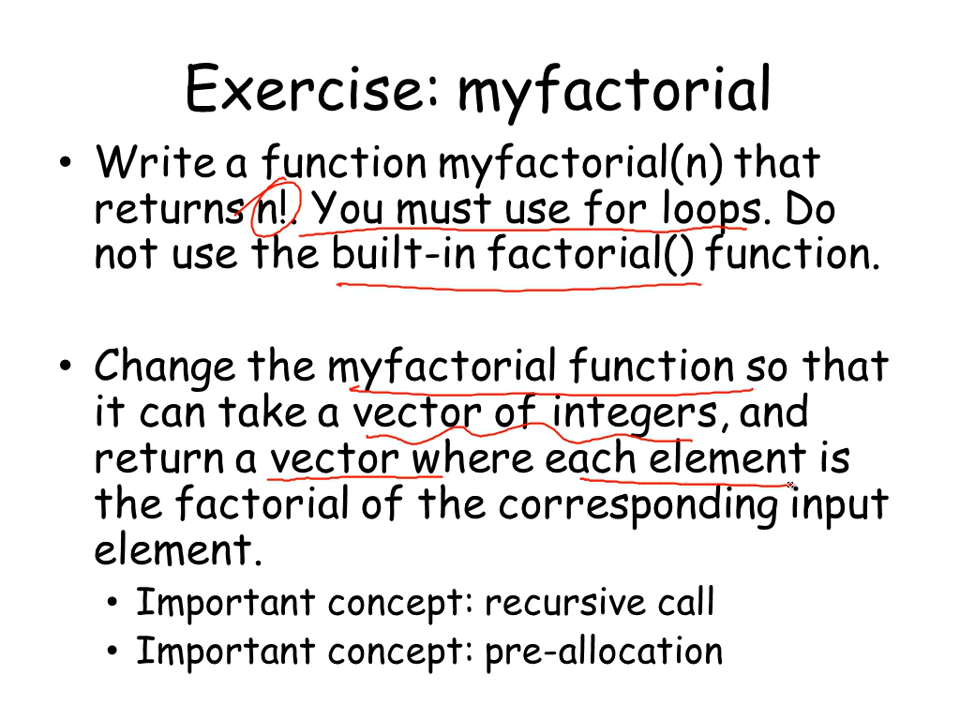 Exercise: myfactorial
• Write a function myfactorial(n) that
returns n!. You must use for loops. Do
not use the built-in factorial() function.
• Change the myfactorial function so that
it can take a vector of integers, and
return a vector where each element is
the factorial of the corresponding input
element.
• Important concept: recursive call
• Important concept: pre-allocation